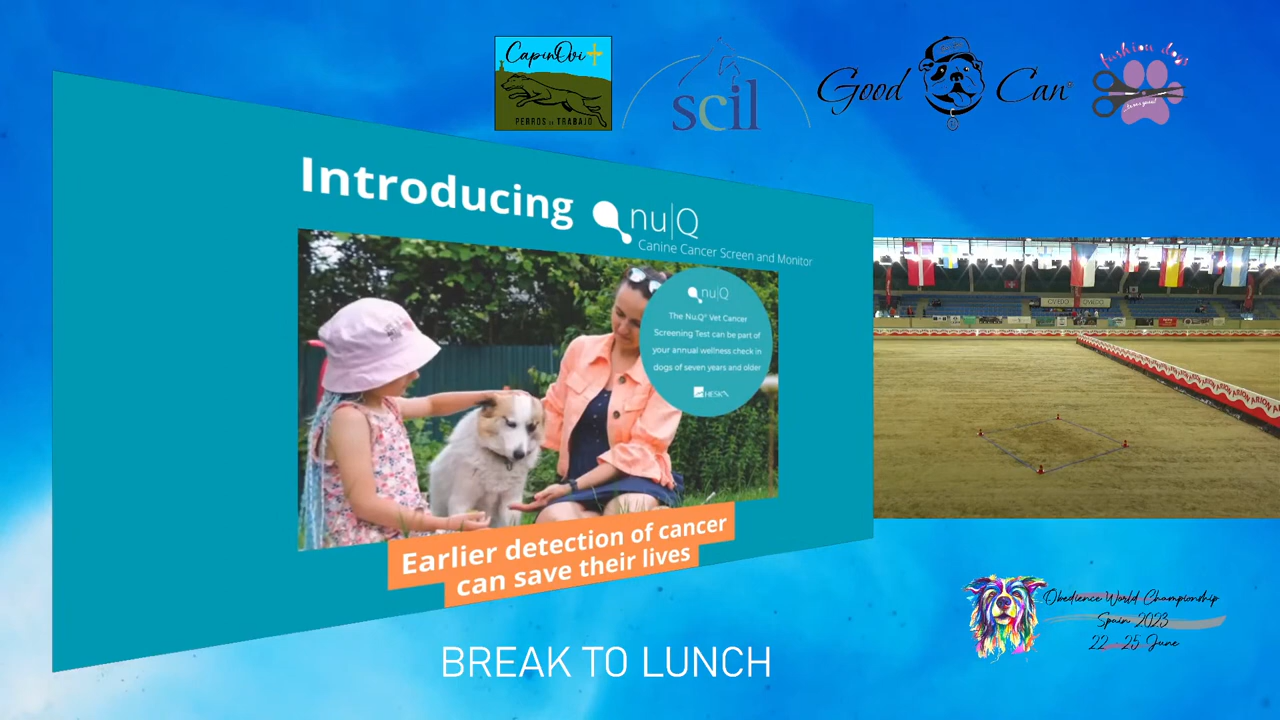 CapinOvi
PERROS DE TRABAJO
scil
Good Can
fashion dogs
Introducing
nu|Q
Canine Cancer Screen and Monitor
nu|Q
The Nu.Q® Vet Cancer
Screening Test can be part of
your annual wellness check in
dogs of seven years and older
HESKA
Earlier detection of cancer
can save their lives
OVIEDO
OVIEDO
Obedience World Championship
Spain 2023
22 - 25 June
BREAK TO LUNCH